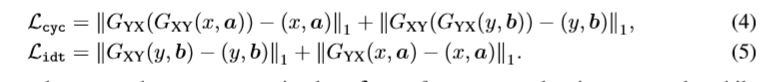 ℒcyc = ‖GYX(GXY(x, a)) − (x, a)‖1 + ‖GXY(GYX(y, b)) − (y, b)‖1, (4)
ℒidt = ‖GXY(y, b) − (y, b)‖1 + ‖GYX(x, a) − (x, a)‖1. (5)